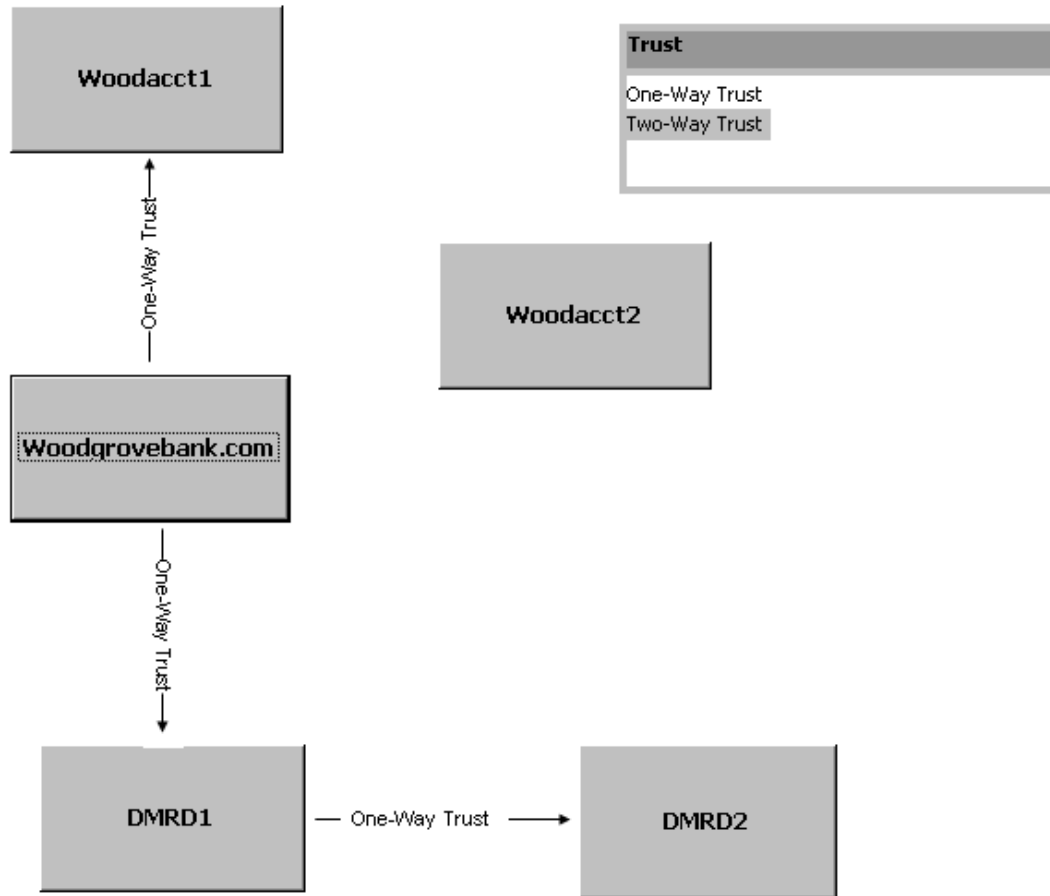 Woodacct1
Trust
One-Way Trust
Two-Way Trust
One-Way Trust
Woodacct2
Woodgrovebank.com
One-Way Trust
DMRD1
One-Way Trust
DMRD2